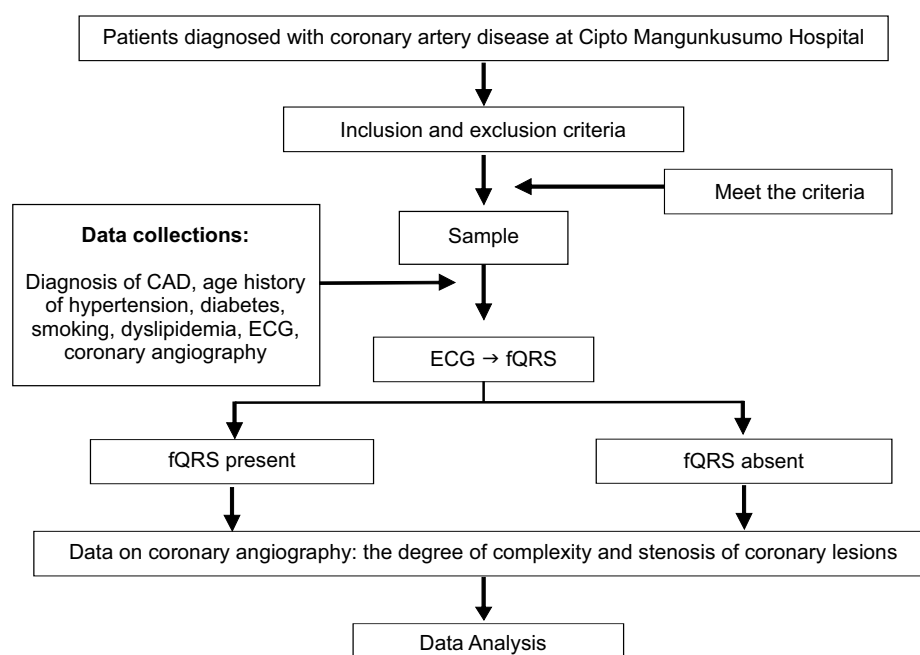 Patients diagnosed with coronary artery disease at Cipto Mangunkusumo Hospital
Inclusion and exclusion criteria
Meet the criteria
Sample
Data collections:
Diagnosis of CAD, age history
of hypertension, diabetes,
smoking, dyslipidemia, ECG,
coronary angiography
ECG → fQRS
fQRS present
fQRS absent
Data on coronary angiography: the degree of complexity and stenosis of coronary lesions
Data Analysis